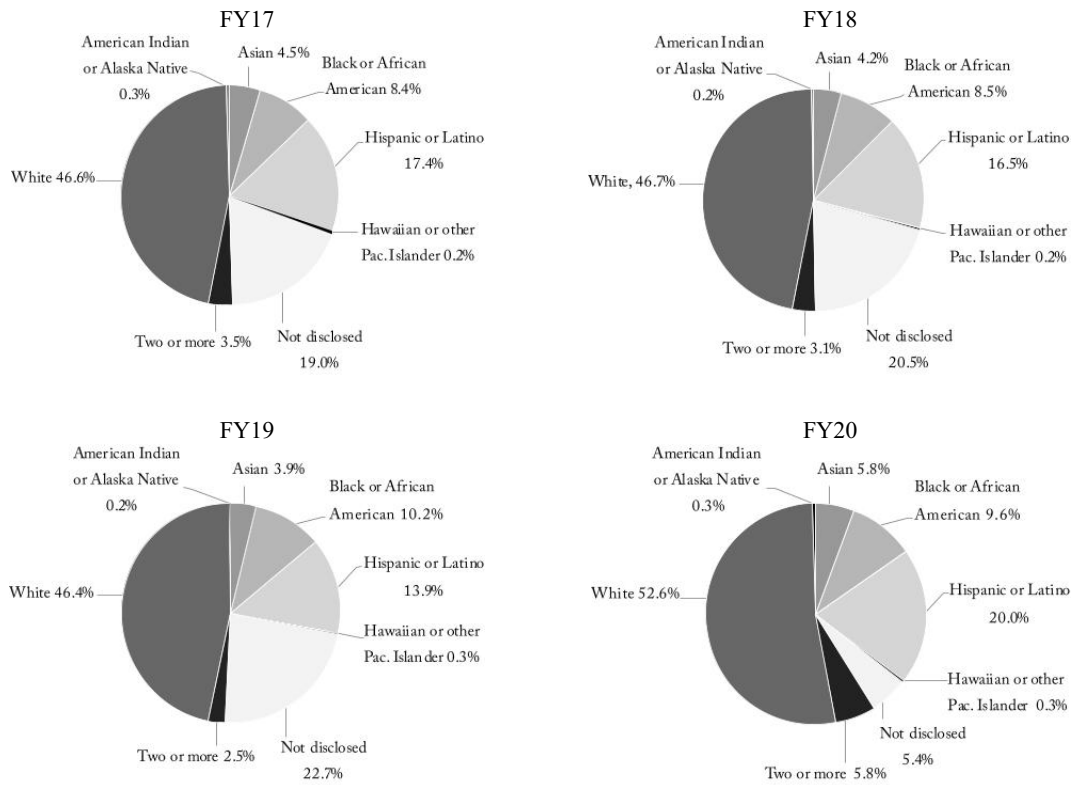 FY17
American Indian
or Alaska Native
0.3%
Asian 4.5%
Black or African
American 8.4%
Hispanic or Latino
17.4%
White 46.6%
Hawaiian or other
Pac. Islander 0.2%
Two or more 3.5%
Not disclosed
19.0%
FY18
American Indian
or Alaska Native
0.2%
Asian 4.2%
Black or African
American 8.5%
Hispanic or Latino
16.5%
White, 46.7%
Hawaiian or other
Pac. Islander 0.2%
Two or more 3.1%
Not disclosed
20.5%
FY19
American Indian
or Alaska Native
0.2%
Asian 3.9%
Black or African
American 10.2%
Hispanic or Latino
13.9%
White 46.4%
Hawaiian or other
Pac. Islander 0.3%
Two or more 2.5%
Not disclosed
22.7%
FY20
American Indian
or Alaska Native
0.3%
Asian 5.8%
Black or African
American 9.6%
Hispanic or Latino
20.0%
White 52.6%
Hawaiian or other
Pac. Islander 0.3%
Not disclosed
5.4%
Two or more 5.8%